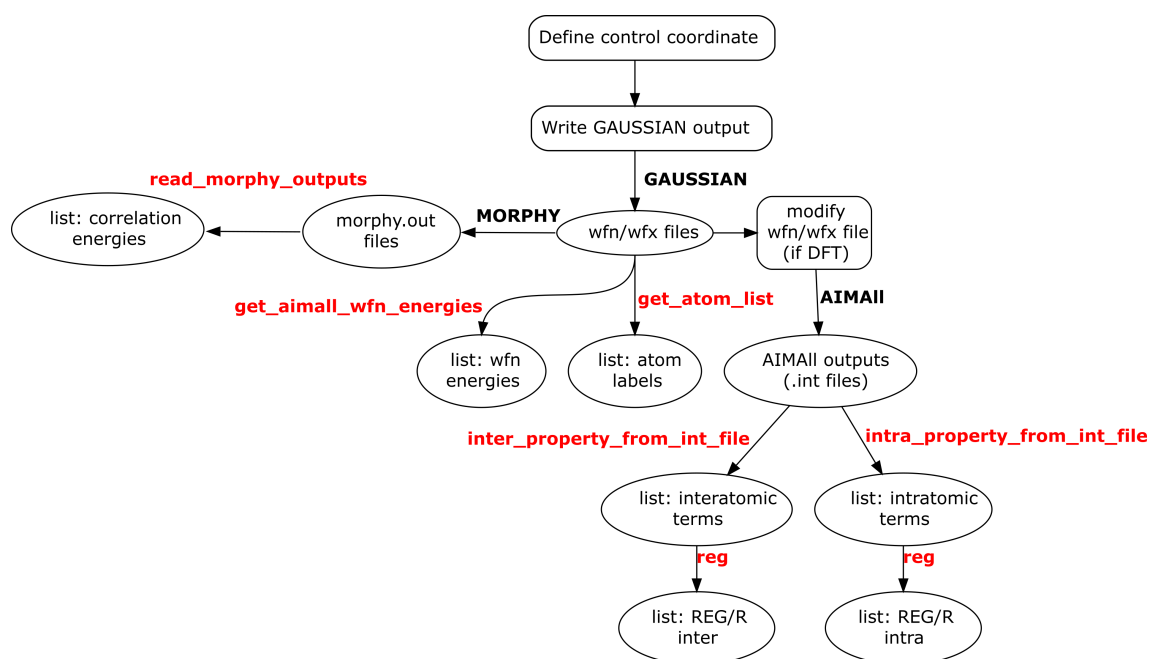 Define control coordinate
Write GAUSSIAN output
GAUSSIAN
read_morphy_outputs
list: correlation
energies
morphy.out
files
MORPHY
wfn/wfx files
modify
wfn/wfx file
(if DFT)
get_aimall_wfn_energies
get_atom_list
AIMAll
list: wfn
energies
list: atom
labels
AIMAll outputs
(.int files)
inter_property_from_int_file
intra_property_from_int_file
list: interatomic
terms
list: intratomic
terms
reg
reg
list: REG/R
inter
list: REG/R
intra